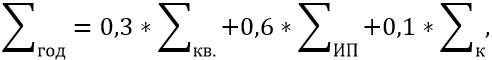 ∑год = 0,3 * ∑кв. +0,6 * ∑ИП +0,1 * ∑к,